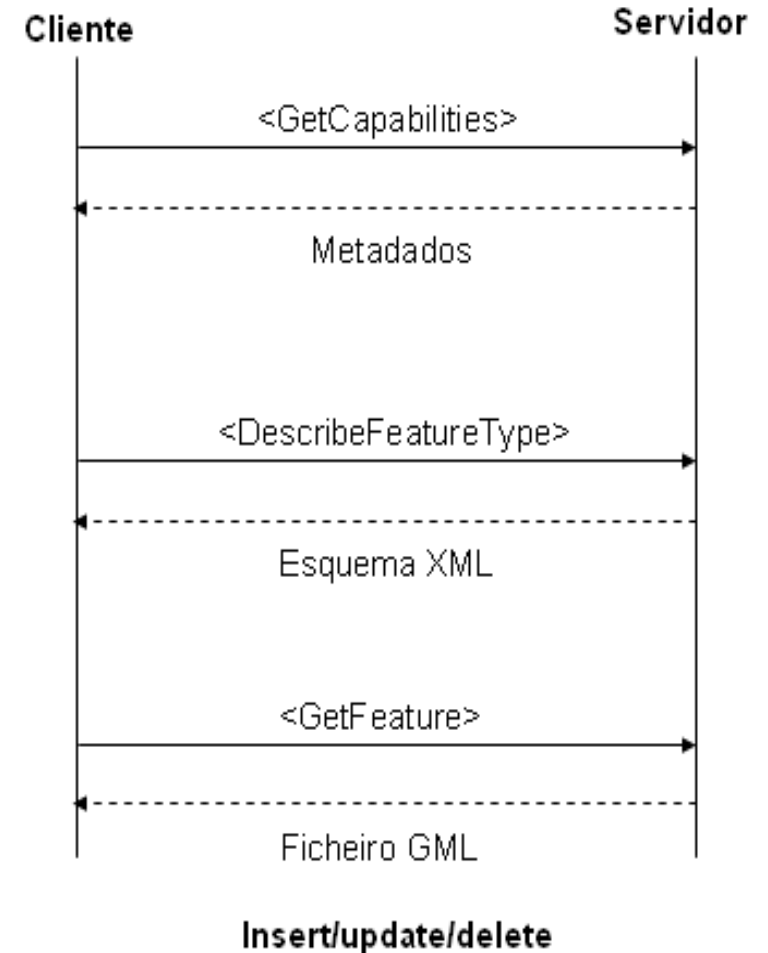 Cliente
Servidor
<GetCapabilities>
Metadados
<DescribeFeatureType>
Esquema XML
<GetFeature>
Ficheiro GML
Insert/update/delete